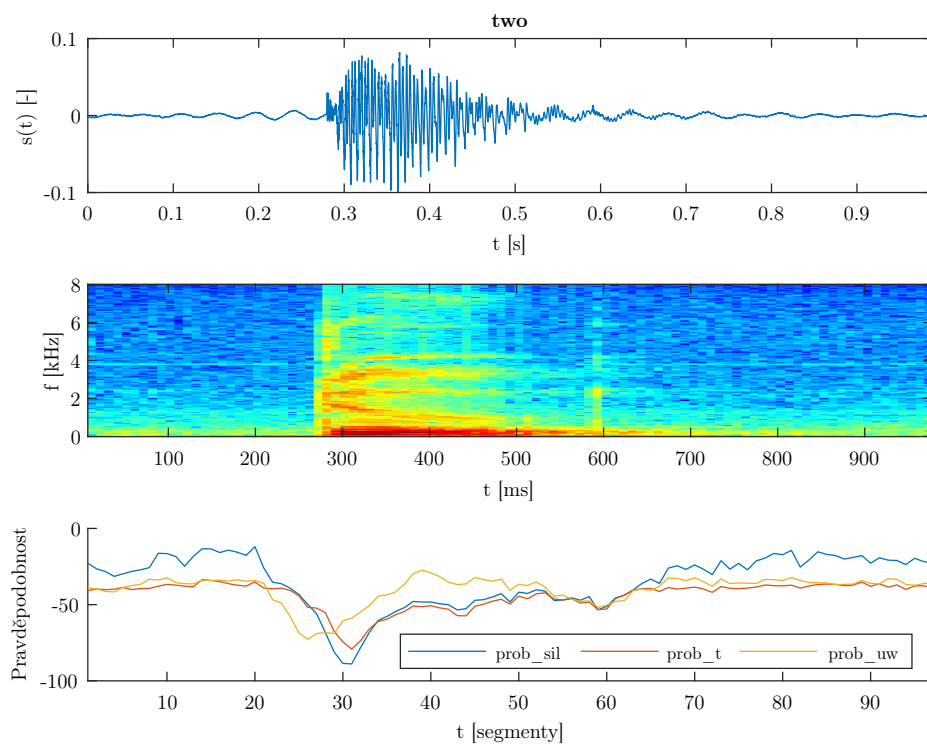 two
s(t) [-]
0.1
0
-0.1
0 0.1 0.2 0.3 0.4 0.5 0.6 0.7 0.8 0.9
t [s]
f [kHz]
8
6
4
2
0
100 200 300 400 500 600 700 800 900
t [ms]
Pravděpodobnost
0
-50
-100
prob_sil prob_t prob_uw
10 20 30 40 50 60 70 80 90
t [segmenty]